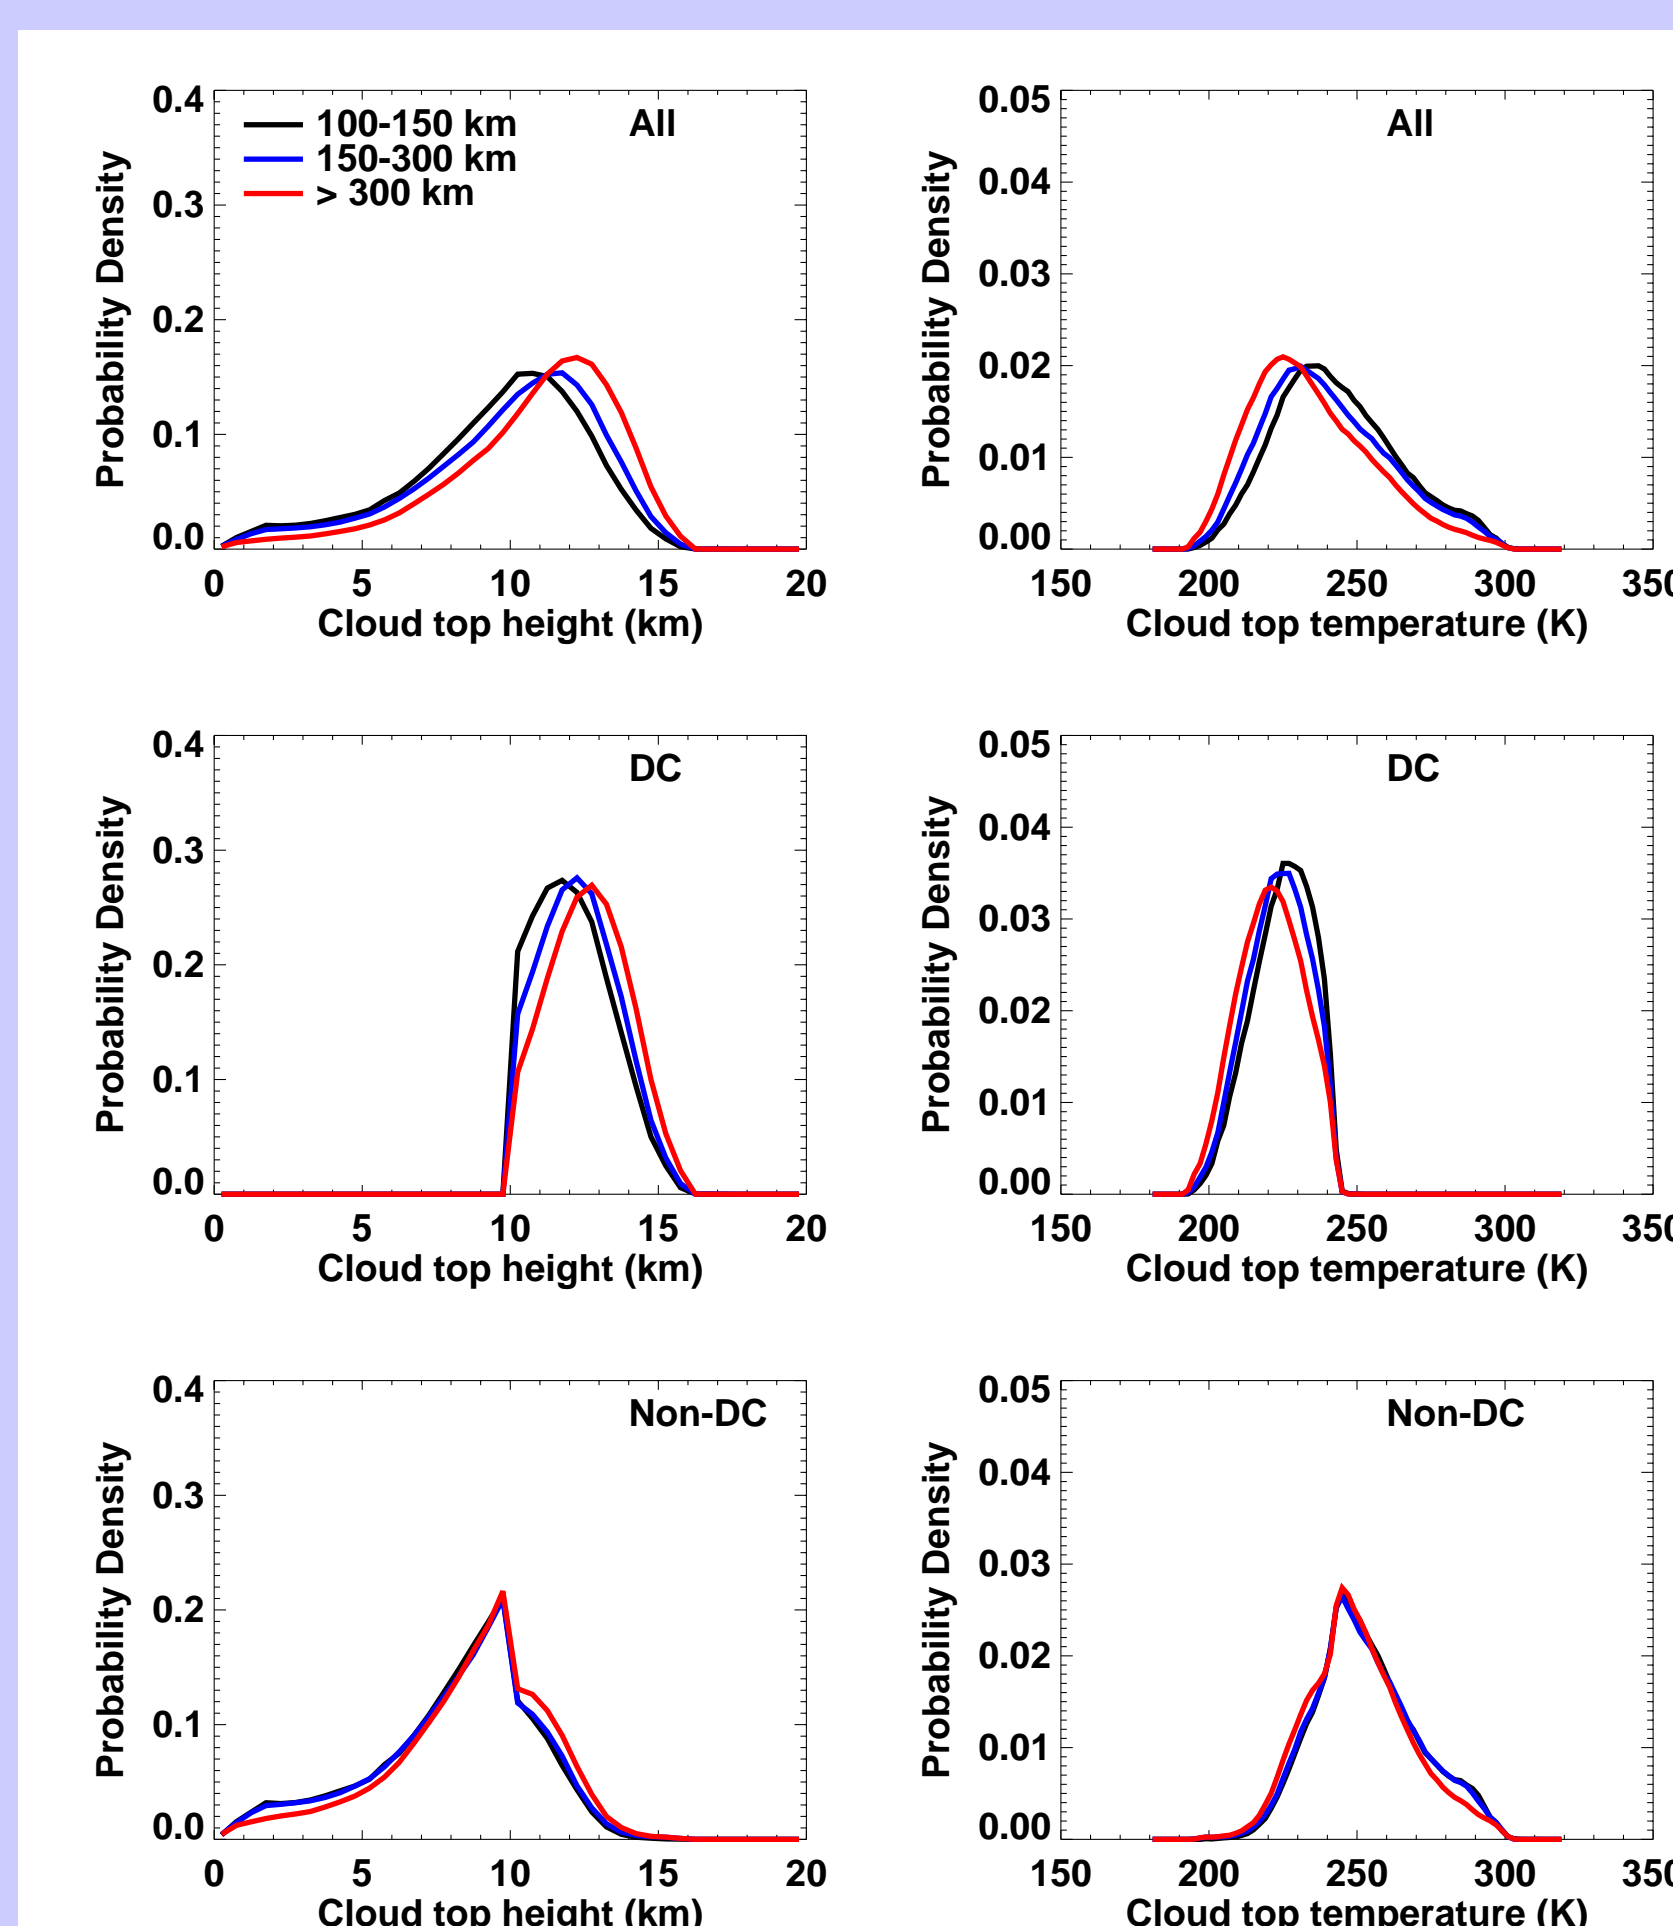 0.4
0.3
0.2
0.1
0.0
Probability Density
100-150 km
150-300 km
> 300 km
All
0 5 10 15 20
Cloud top height (km)
0.05
0.04
0.03
0.02
0.01
0.00
Probability Density
All
150 200 250 300 350
Cloud top temperature (K)
0.4
0.3
0.2
0.1
0.0
Probability Density
DC
0 5 10 15 20
Cloud top height (km)
0.05
0.04
0.03
0.02
0.01
0.00
Probability Density
DC
150 200 250 300 350
Cloud top temperature (K)
0.4
0.3
0.2
0.1
0.0
Probability Density
Non-DC
0 5 10 15 20
Cloud top height (km)
0.05
0.04
0.03
0.02
0.01
0.00
Probability Density
Non-DC
150 200 250 300 350
Cloud top temperature (K)